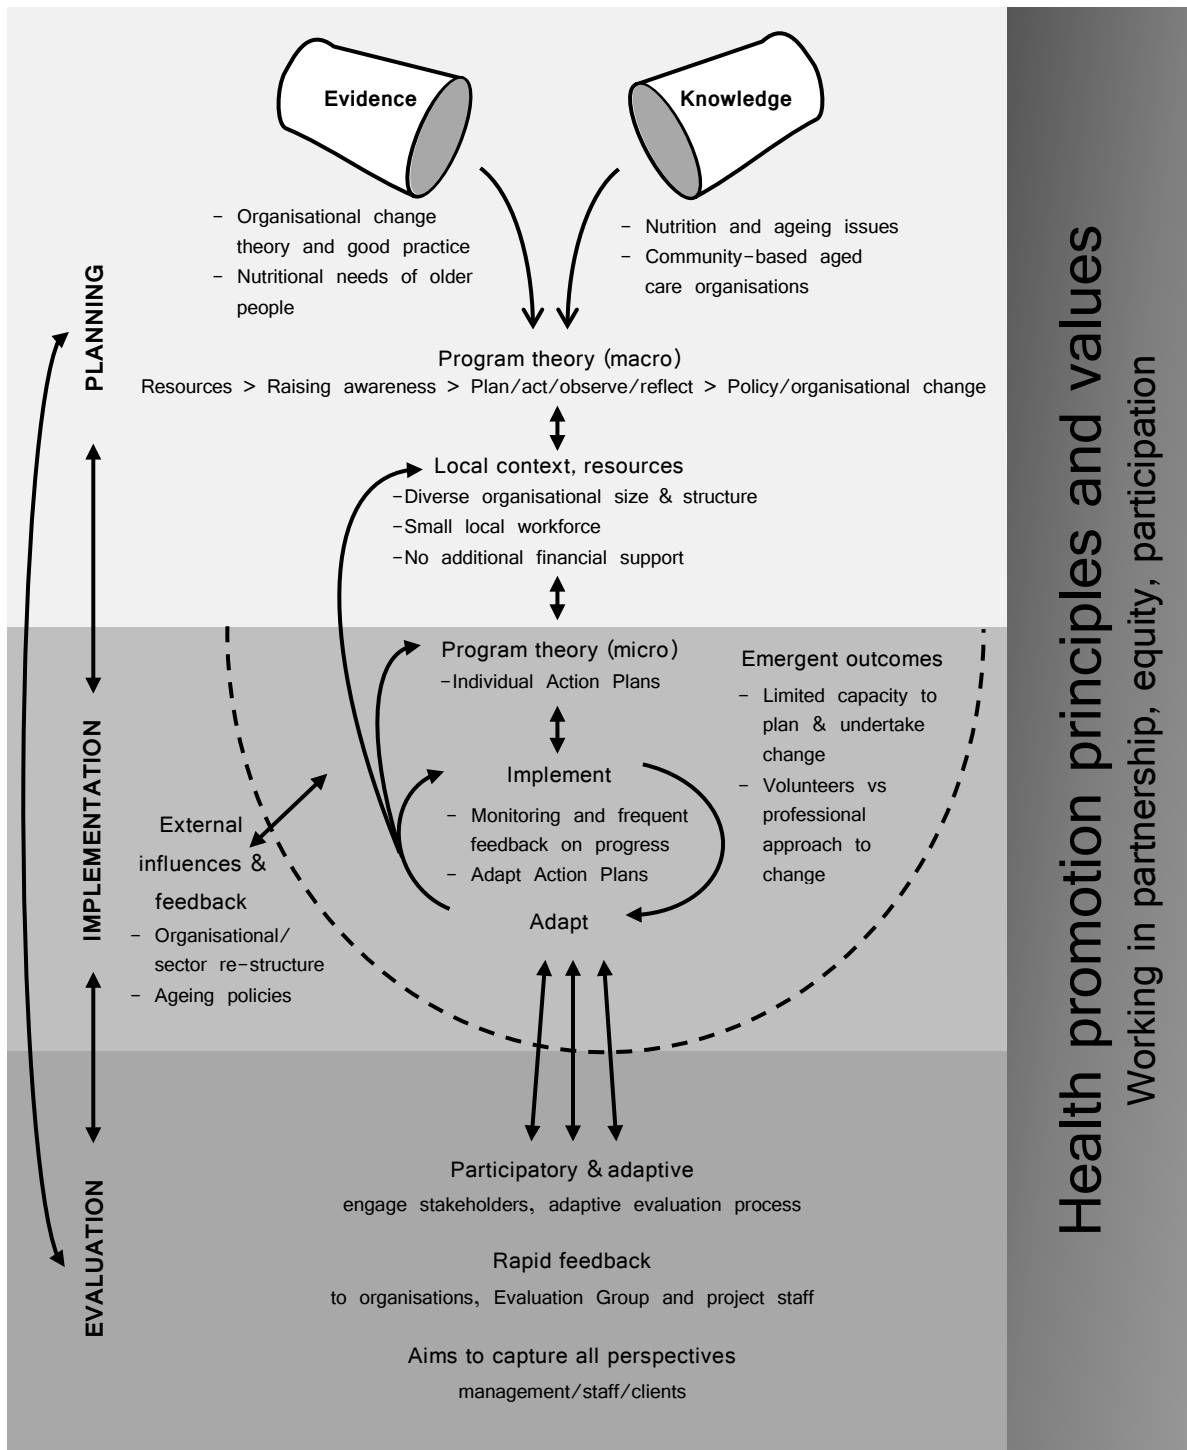 Evidence
Knowledge
– Organisational change
theory and good practice
– Nutritional needs of older
people
– Nutrition and ageing issues
– Community-based aged
care organisations
PLANNING
Program theory (macro)
Resources > Raising awareness > Plan/act/observe/reflect > Policy/organisational change
Local context, resources
-Diverse organisational size & structure
-Small local workforce
-No additional financial support
IMPLEMENTATION
Program theory (micro)
-Individual Action Plans
Emergent outcomes
– Limited capacity to
plan & undertake
change
– Volunteers vs
professional
approach to
change
Implement
– Monitoring and frequent
feedback on progress
– Adapt Action Plans
Adapt
External
influences &
feedback
– Organisational/
sector re-structure
– Ageing policies
EVALUATION
Participatory & adaptive
engage stakeholders, adaptive evaluation process
Rapid feedback
to organisations, Evaluation Group and project staff
Aims to capture all perspectives
management/staff/clients
Health promotion principles and values
Working in partnership, equity, participation